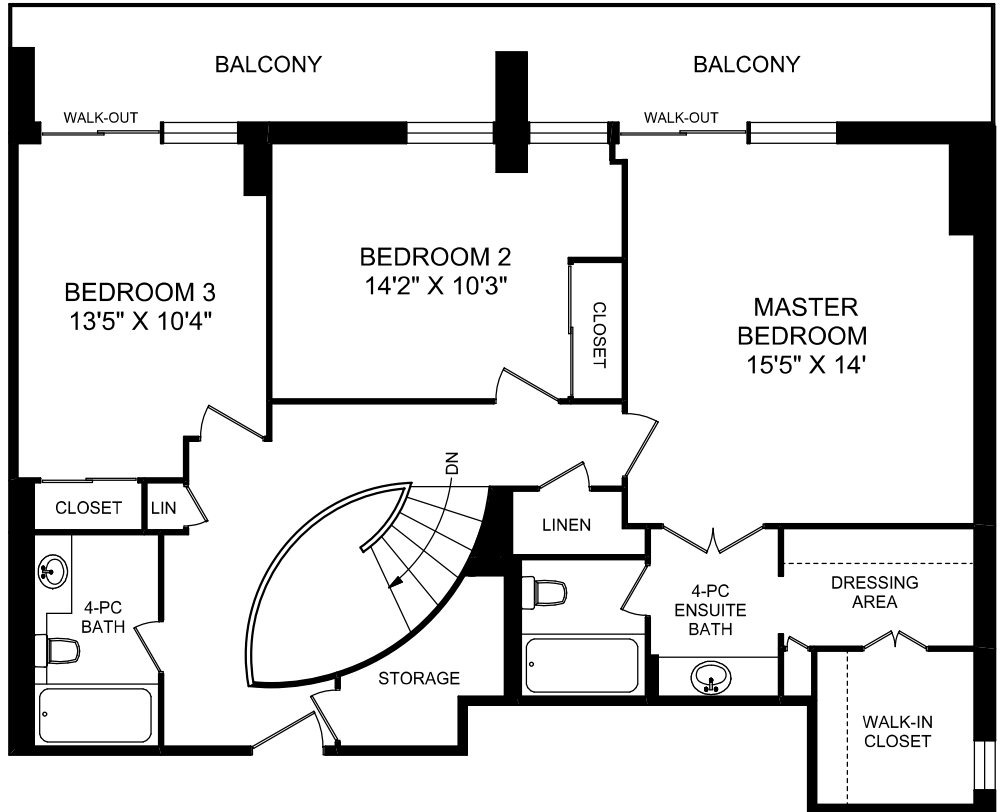 BALCONY
BALCONY
WALK-OUT
WALK-OUT
BEDROOM 2
14'2" X 10'3"
BEDROOM 3
13'5" X 10'4"
MASTER
BEDROOM
15'5" X 14'
CLOSET
DN
CLOSET
LIN
LINEN
4-PC
BATH
4-PC
ENSUITE
BATH
DRESSING
AREA
STORAGE
WALK-IN
CLOSET